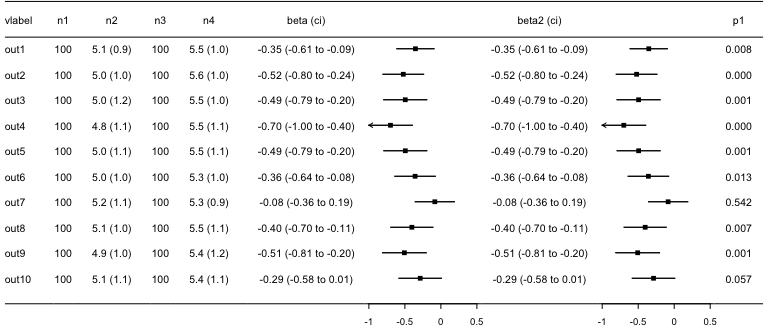 vlabel n1 n2 n3 n4 beta (ci) beta2 (ci) p1
out1 100 5.1 (0.9) 100 5.5 (1.0) -0.35 (-0.61 to -0.09) -0.35 (-0.61 to -0.09) 0.008
out2 100 5.0 (1.0) 100 5.6 (1.0) -0.52 (-0.80 to -0.24) -0.52 (-0.80 to -0.24) 0.000
out3 100 5.0 (1.2) 100 5.5 (1.0) -0.49 (-0.79 to -0.20) -0.49 (-0.79 to -0.20) 0.001
out4 100 4.8 (1.1) 100 5.5 (1.1) -0.70 (-1.00 to -0.40) -0.70 (-1.00 to -0.40) 0.000
out5 100 5.0 (1.1) 100 5.5 (1.1) -0.49 (-0.79 to -0.20) -0.49 (-0.79 to -0.20) 0.001
out6 100 5.0 (1.0) 100 5.3 (1.0) -0.36 (-0.64 to -0.08) -0.36 (-0.64 to -0.08) 0.013
out7 100 5.2 (1.1) 100 5.3 (0.9) -0.08 (-0.36 to 0.19) -0.08 (-0.36 to 0.19) 0.542
out8 100 5.1 (1.0) 100 5.5 (1.1) -0.40 (-0.70 to -0.11) -0.40 (-0.70 to -0.11) 0.007
out9 100 4.9 (1.0) 100 5.4 (1.2) -0.51 (-0.81 to -0.20) -0.51 (-0.81 to -0.20) 0.001
out10 100 5.1 (1.1) 100 5.4 (1.1) -0.29 (-0.58 to 0.01) -0.29 (-0.58 to 0.01) 0.057
-1 -0.5 0 0.5 -1 -0.5 0 0.5